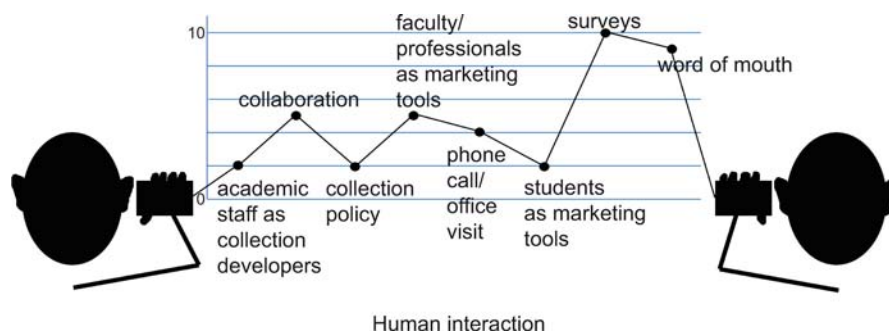 faculty/
professionals
as marketing
tools
surveys
10
word of mouth
collaboration
0
academic
staff as
collection
developers
collection
policy
phone
call/
office
visit
students
as marketing
tools
Human interaction